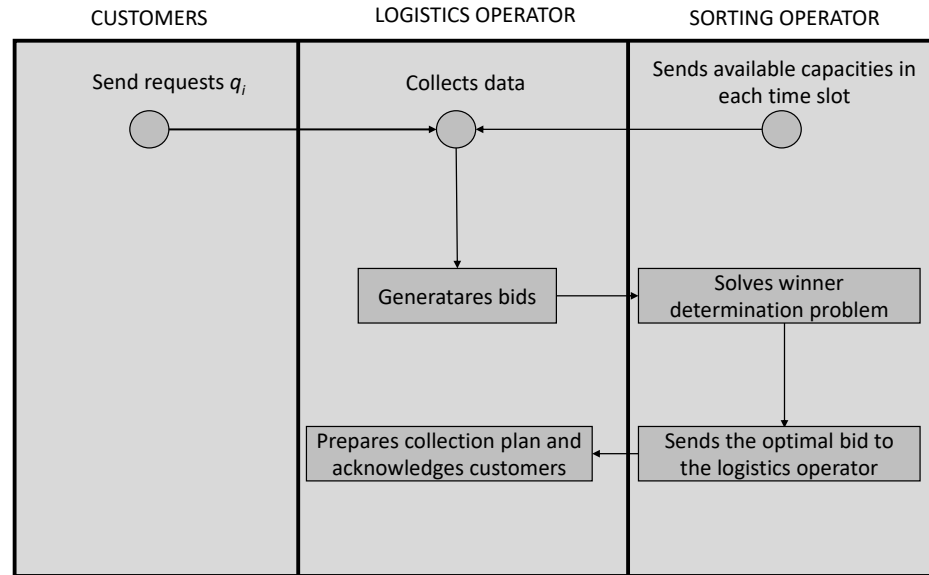 CUSTOMERS
LOGISTICS OPERATOR
SORTING OPERATOR
Send requests qi
Collects data
Sends available capacities in
each time slot
Generatares bids
Solves winner
determination problem
Prepares collection plan and
acknowledges customers
Sends the optimal bid to
the logistics operator